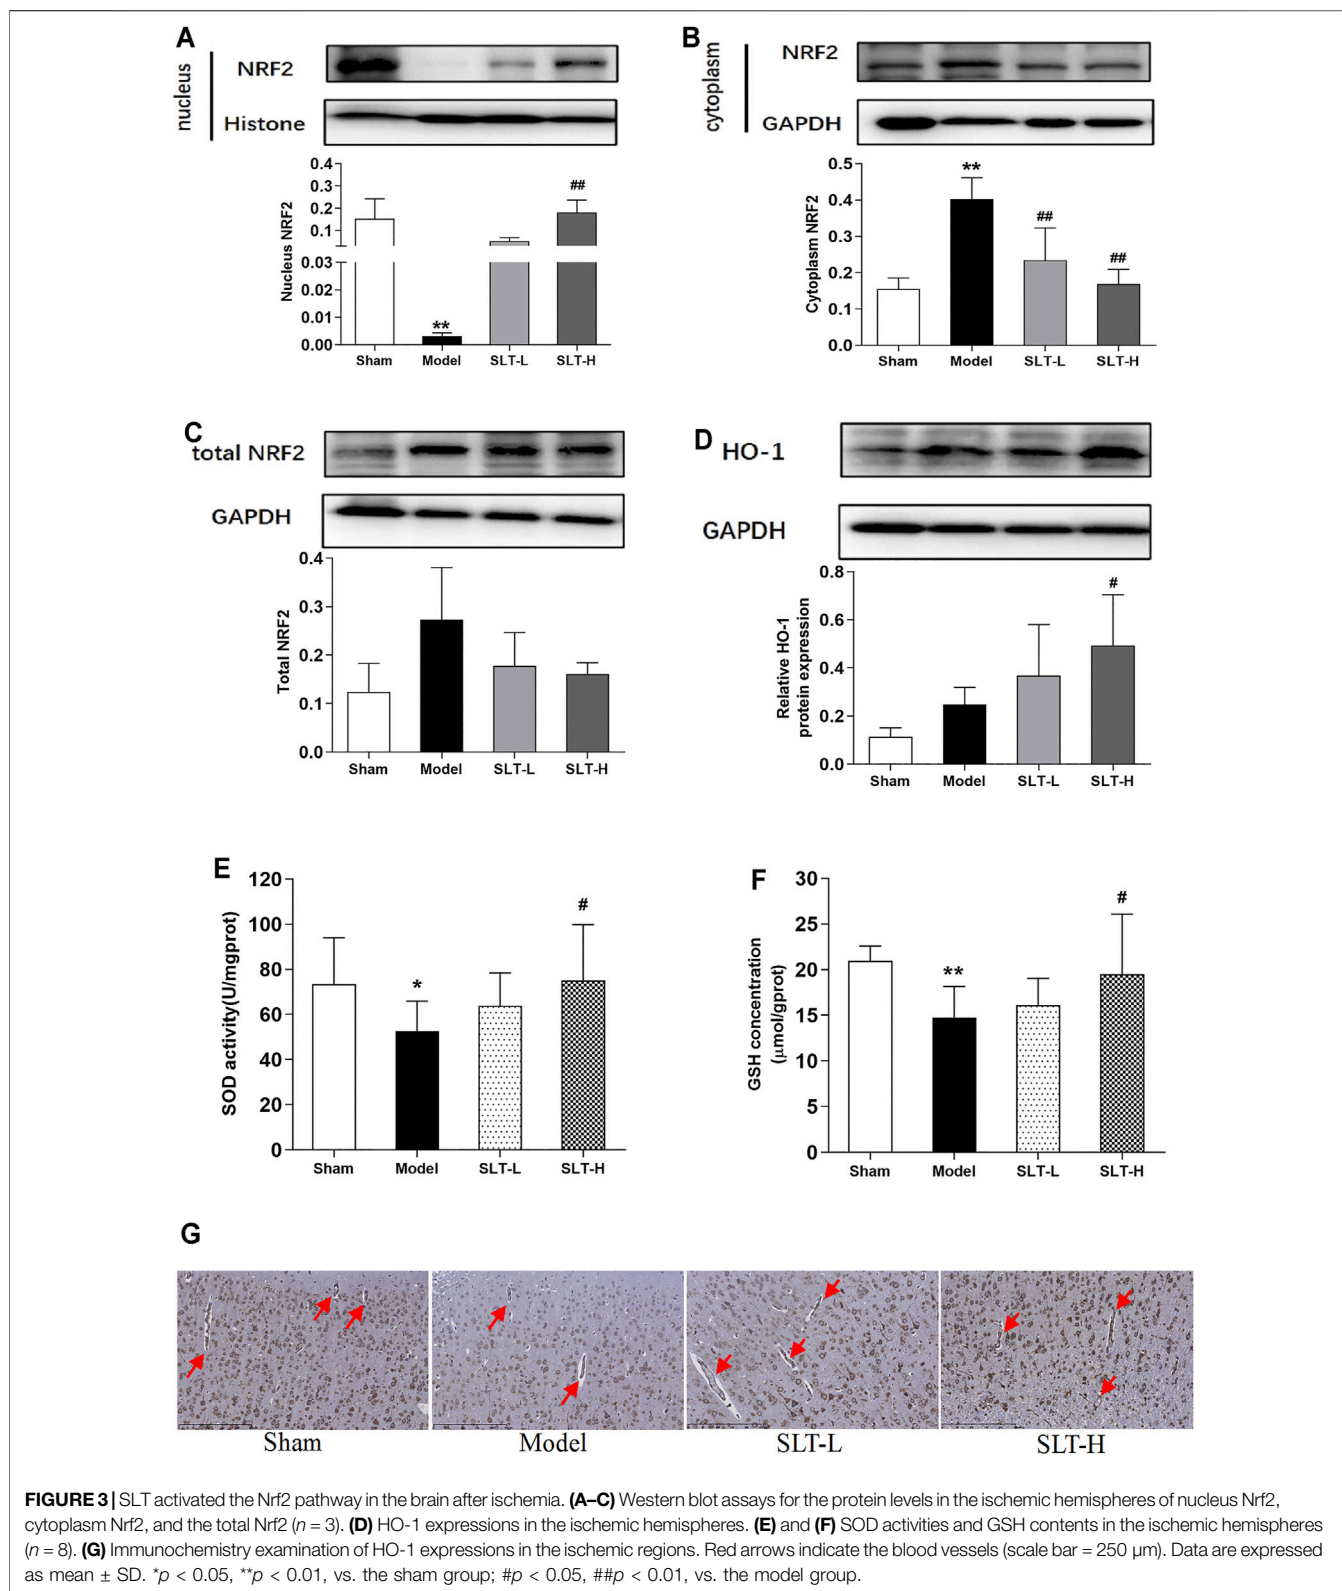 A
nucleus
NRF2
Histone
Nucleus NRF2
0.4
0.3
0.2
0.1
0.03
0.02
0.01
0.00
**
##
Sham Model SLT-L SLT-H
B
cytoplasm
NRF2
GAPDH
Cytoplasm NRF2
0.5
0.4
0.3
0.2
0.1
0.0
**
##
##
Sham Model SLT-L SLT-H
C
total NRF2
GAPDH
Total NRF2
0.4
0.3
0.2
0.1
0.0
Sham Model SLT-L SLT-H
D
HO-1
GAPDH
Relative HO-1
protein expression
0.8
0.6
0.4
0.2
0.0
#
Sham Model SLT-L SLT-H
E
SOD activity(U/mgprot)
120
100
80
60
40
20
0
*
#
Sham Model SLT-L SLT-H
F
GSH concentration
(μmol/gprot)
30
25
20
15
10
5
0
**
#
Sham Model SLT-L SLT-H
G
Sham Model SLT-L SLT-H
FIGURE 3 | SLT activated the Nrf2 pathway in the brain after ischemia. (A–C) Western blot assays for the protein levels in the ischemic hemispheres of nucleus Nrf2,
cytoplasm Nrf2, and the total Nrf2 (n = 3). (D) HO-1 expressions in the ischemic hemispheres. (E) and (F) SOD activities and GSH contents in the ischemic hemispheres
(n = 8). (G) Immunochemistry examination of HO-1 expressions in the ischemic regions. Red arrows indicate the blood vessels (scale bar = 250 μm). Data are expressed
as mean ± SD. *p < 0.05, **p < 0.01, vs. the sham group; #p < 0.05, ##p < 0.01, vs. the model group.